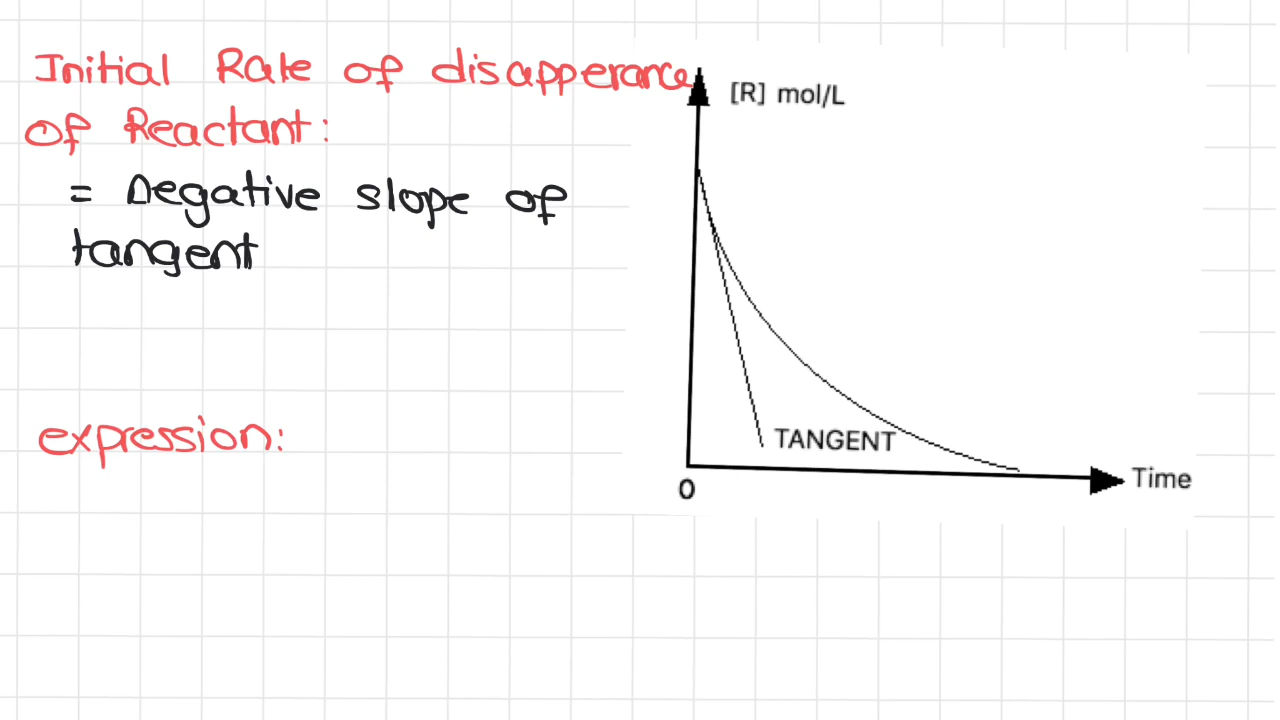 Initial Rate of disapperance
of Reactant:
= negative slope of
tangent
expression:
[R] mol/L
TANGENT
Time
0